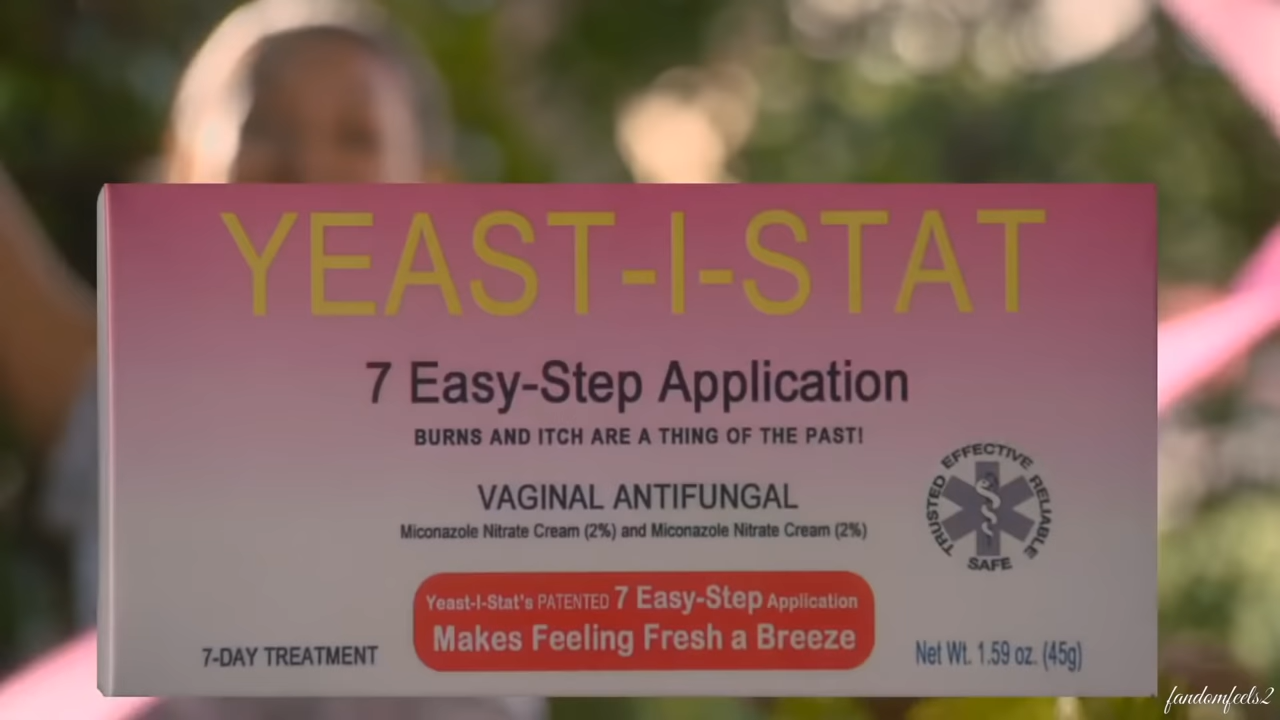 YEAST-I-STAT
7 Easy-Step Application
BURNS AND ITCH ARE A THING OF THE PAST!
VAGINAL ANTIFUNGAL
Miconazole Nitrate Cream (2%) and Miconazole Nitrate Cream (2%)
TRUSTED EFFECTIVE RELIABLE
SAFE
Yeast-I-Stat's PATENTED 7 Easy-Step Application
Makes Feeling Fresh a Breeze
7-DAY TREATMENT
Net Wt. 1.59 oz. (45g)
fandomfeels2